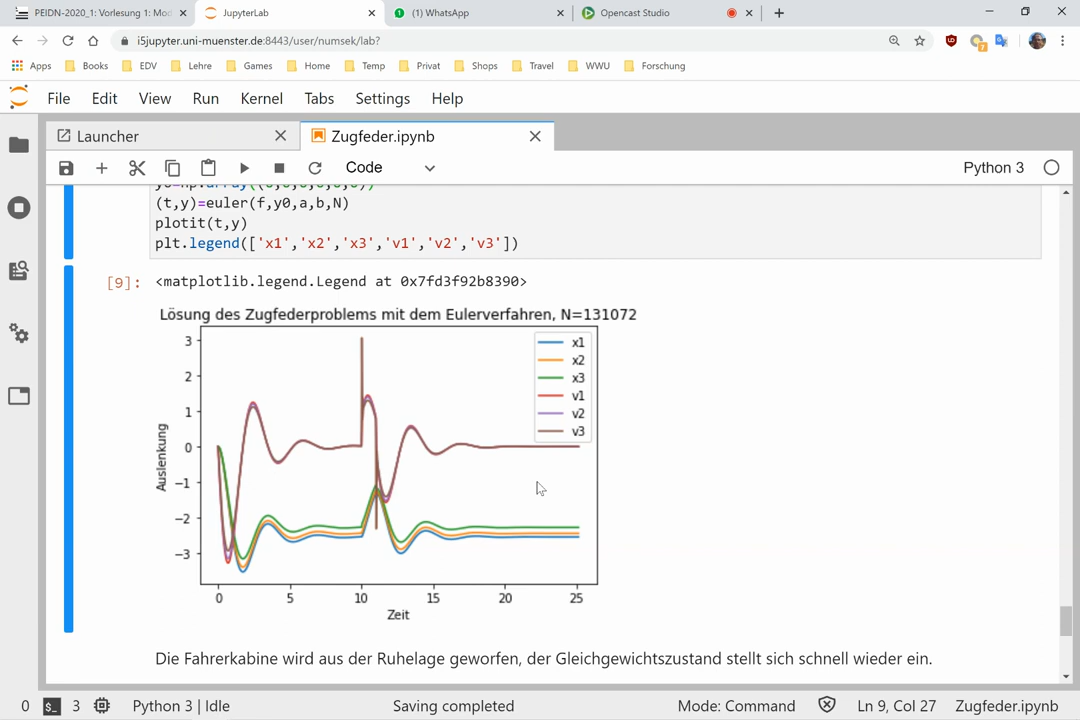 PEIDN-2020_1: Vorlesung 1: Mod
JupyterLab
(1) WhatsApp
Opencast Studio
i5jupyter.uni-muenster.de:8443/user/numsek/lab?
Apps Books EDV Lehre Games Home Temp Privat Shops Travel WWU Forschung
File Edit View Run Kernel Tabs Settings Help
Launcher
Zugfeder.ipynb
Code
Python 3
(t,y)=euler(f,y0,a,b,N)
plotit(t,y)
plt.legend(['x1','x2','x3','v1','v2','v3'])
[9]: <matplotlib.legend.Legend at 0x7fd3f92b8390>
Lösung des Zugfederproblems mit dem Eulerverfahren, N=131072
3
2
1
0
−1
−2
−3
Auslenkung
x1
x2
x3
v1
v2
v3
0 5 10 15 20 25
Zeit
Die Fahrerkabine wird aus der Ruhelage geworfen, der Gleichgewichtszustand stellt sich schnell wieder ein.
0 3 Python 3 | Idle Saving completed Mode: Command Ln 9, Col 27 Zugfeder.ipynb